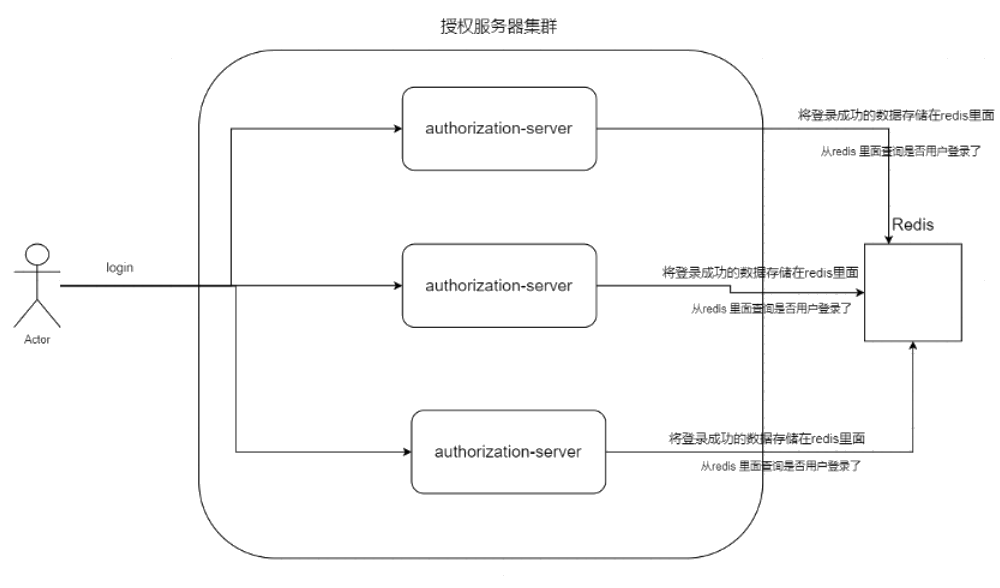 授权服务器集群
authorization-server
将登录成功的数据存储在redis里面
从redis 里面查询是否用户登录了
Redis
login
authorization-server
将登录成功的数据存储在redis里面
从redis 里面查询是否用户登录了
Actor
authorization-server
将登录成功的数据存储在redis里面
从redis 里面查询是否用户登录了